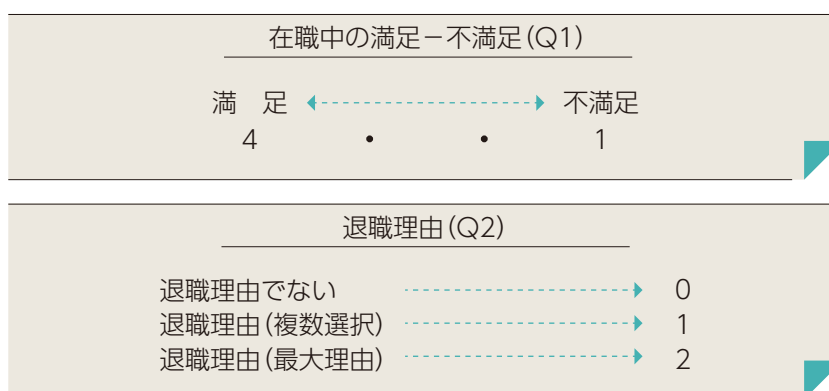 在職中の満足－不満足(Q1)
満　足 不満足
4 ・ ・ 1
退職理由(Q2)
退職理由でない 0
退職理由(複数選択) 1
退職理由(最大理由) 2